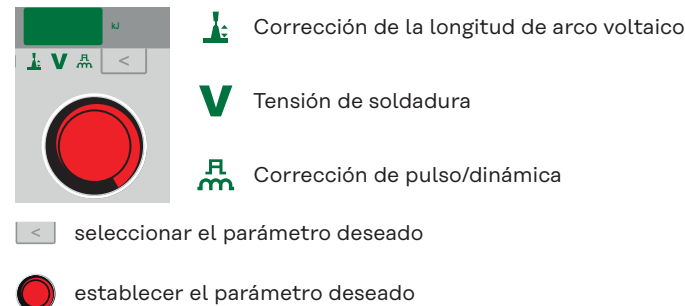 kJ
Corrección de la longitud de arco voltaico
V <
V Tensión de soldadura
Corrección de pulso/dinámica
< seleccionar el parámetro deseado
establecer el parámetro deseado